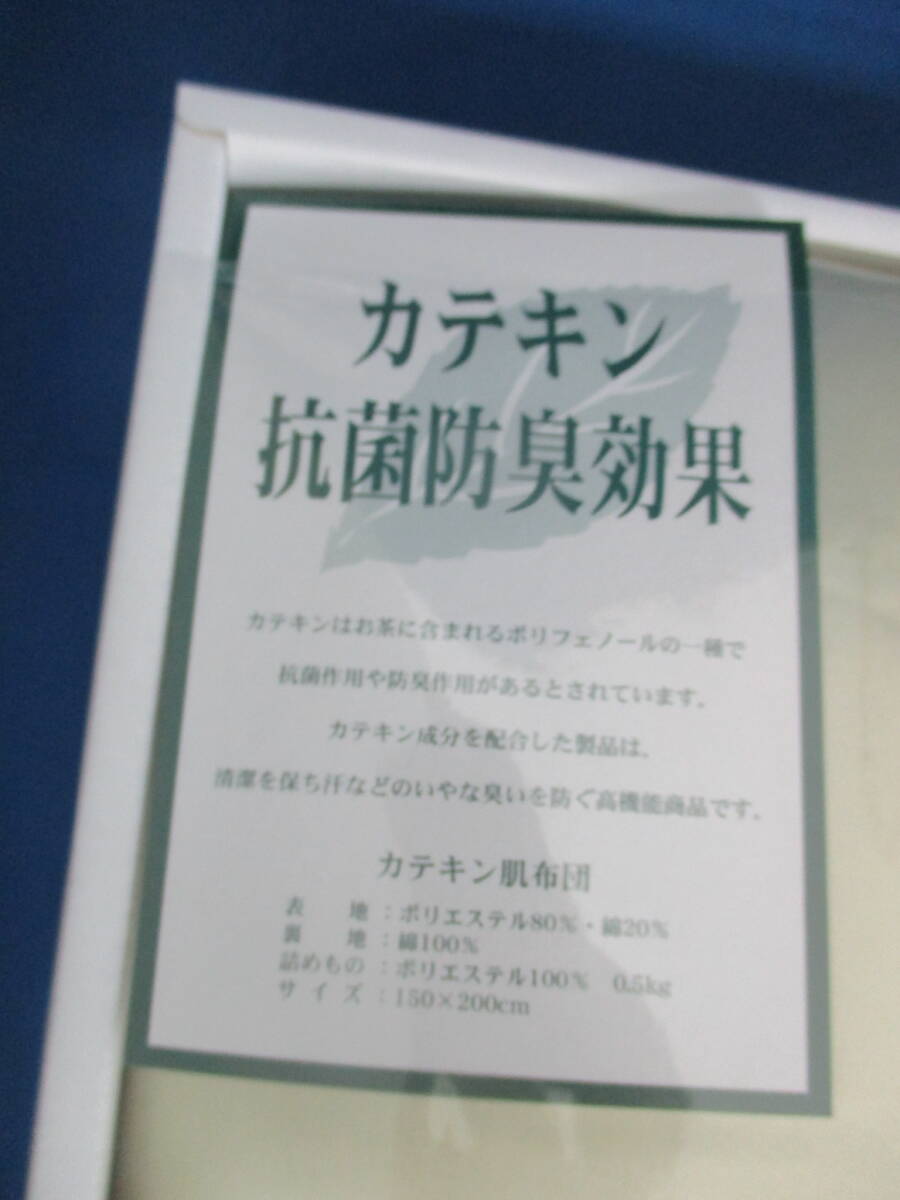 カテキン
抗菌防臭効果
カテキンはお茶に含まれるポリフェノールの一種で
抗菌作用や防臭作用があるとされています。
カテキン成分を配合した製品は、
清潔を保ち汗などのいやな臭いを防ぐ高機能商品です。
カテキン肌布団
表 地:ポリエステル80%・綿20%
裏 地:綿100%
詰めもの:ポリエステル100% 0.5kg
サイズ:150×200cm